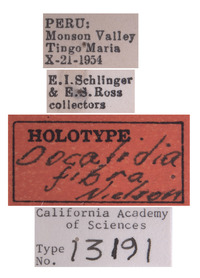 PERU:
Monson Valley
Tingo Maria
X-21-1954
E.I.Schlinger
& E.S.Ross
collectors
HOLOTYPE
Docalidia
fibra
Nielson
California Academy
of Sciences
Type
No. 13191